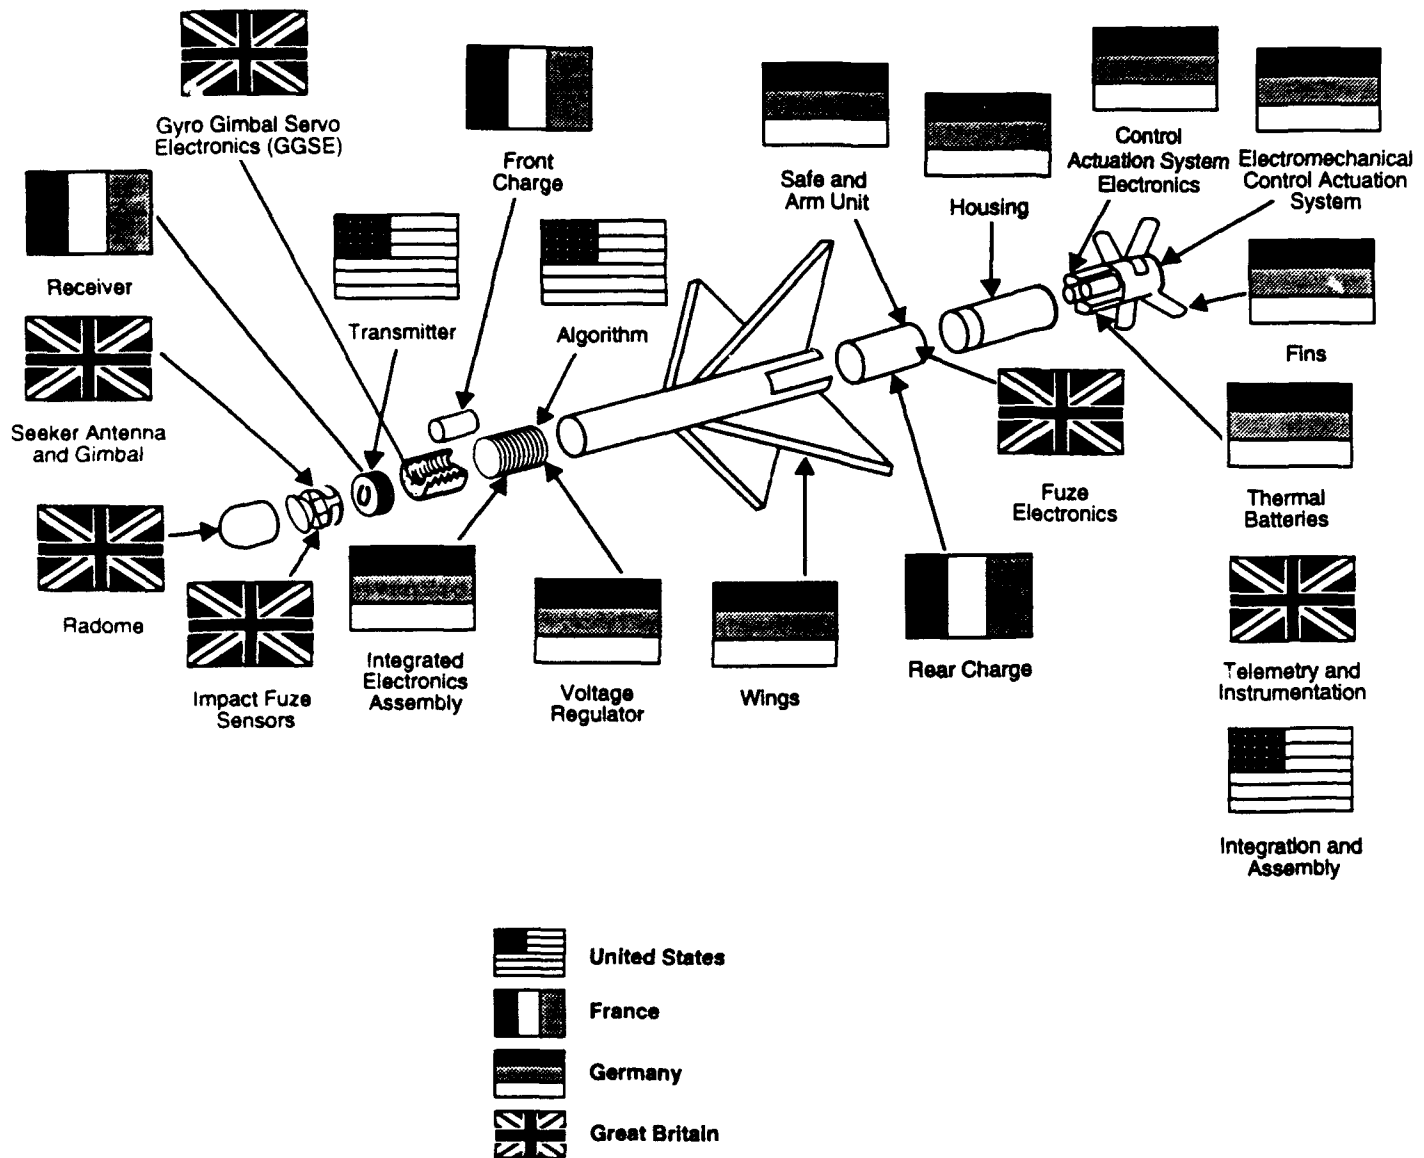 Gyro Gimbal Servo
Electronics (GGSE)
Front
Charge
Safe and
Arm Unit
Housing
Control
Actuation System
Electronics
Electromechanical
Control Actuation
System
Receiver
Transmitter
Algorithm
Fins
Seeker Antenna
and Gimbal
Fuze
Electronics
Thermal
Batteries
Radome
Impact Fuze
Sensors
Integrated
Electronics
Assembly
Voltage
Regulator
Wings
Rear Charge
Telemetry and
Instrumentation
Integration and
Assembly
United States
France
Germany
Great Britain